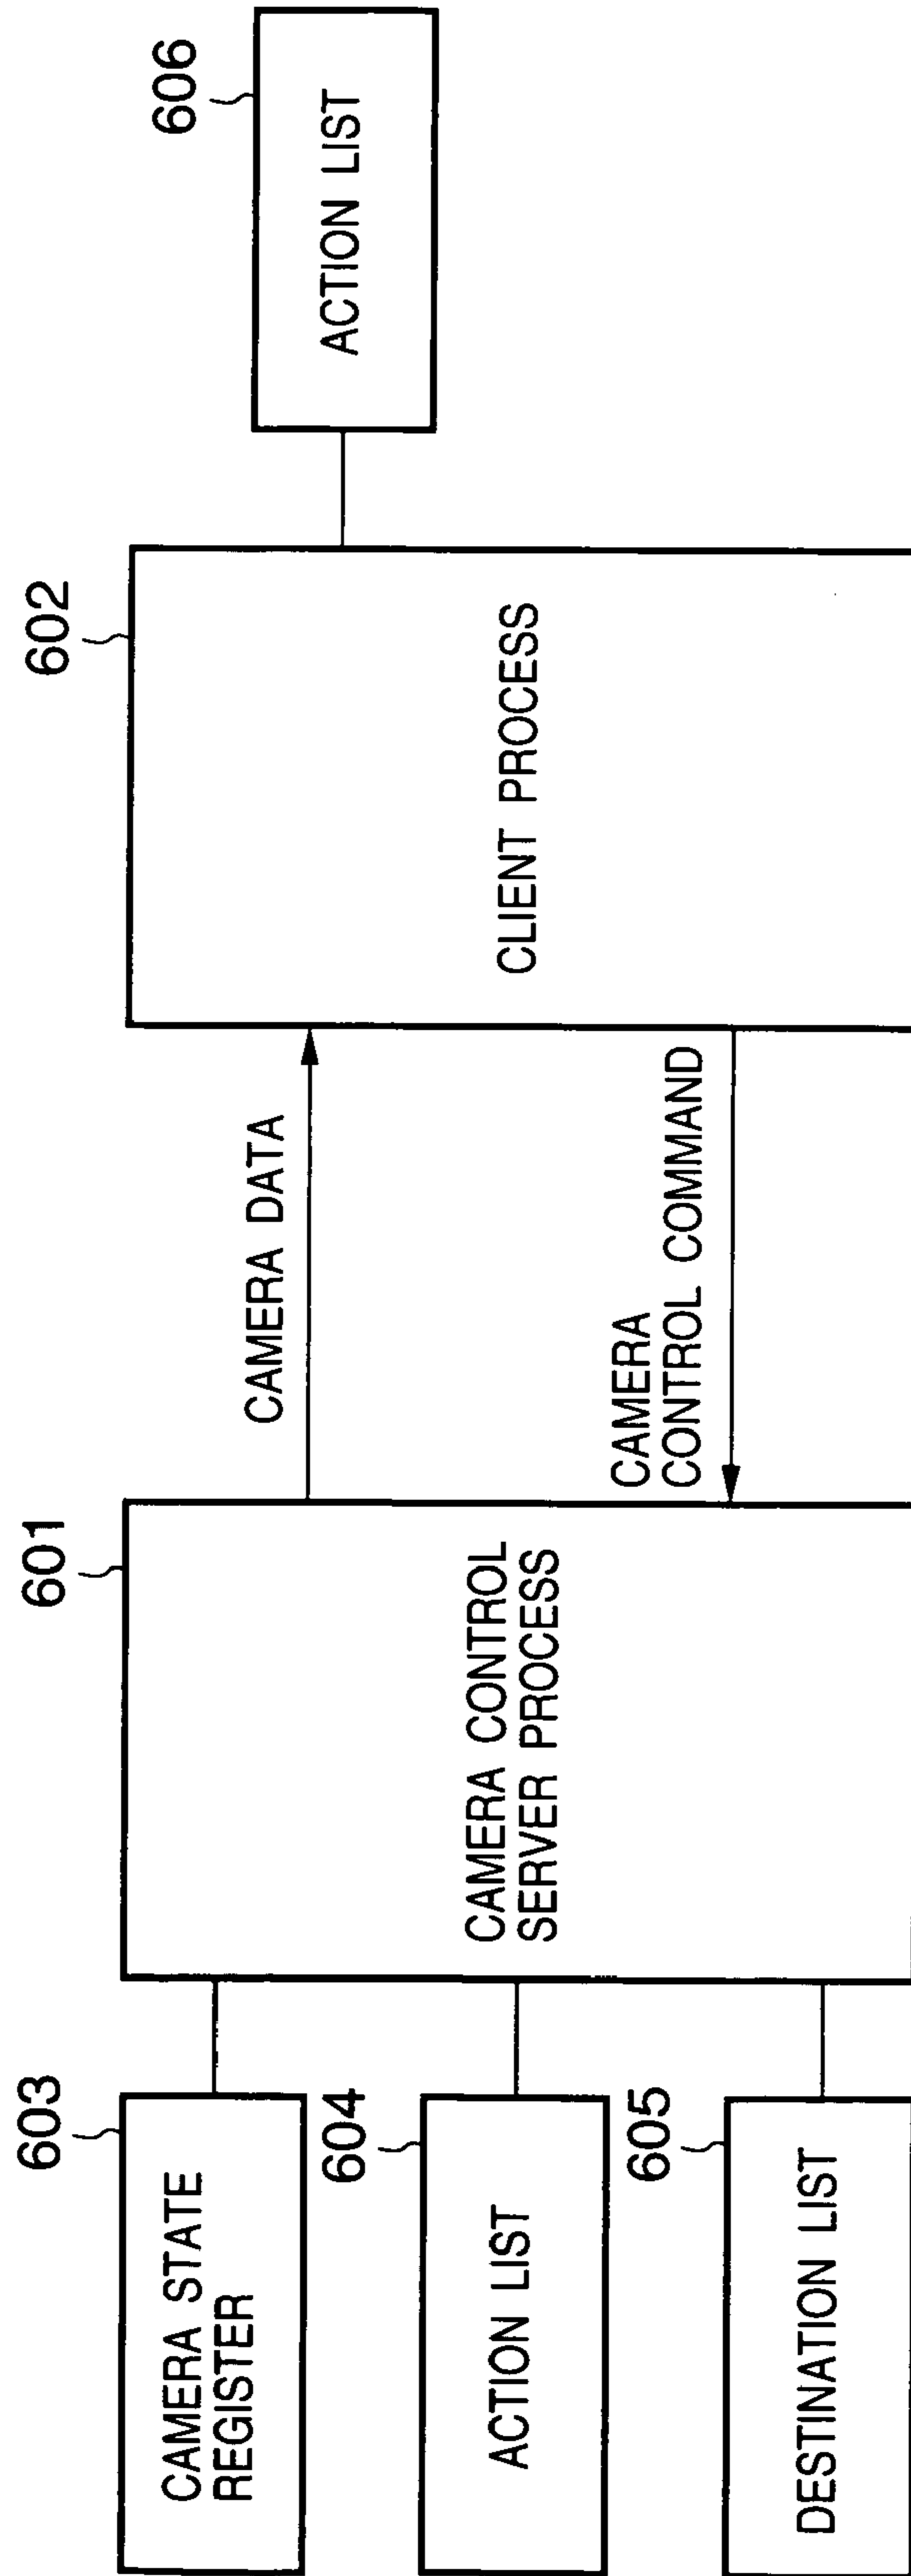 603
CAMERA STATE
REGISTER
604
ACTION LIST
605
DESTINATION LIST
601
CAMERA CONTROL
SERVER PROCESS
CAMERA DATA
CAMERA
CONTROL COMMAND
602
CLIENT PROCESS
606
ACTION LIST